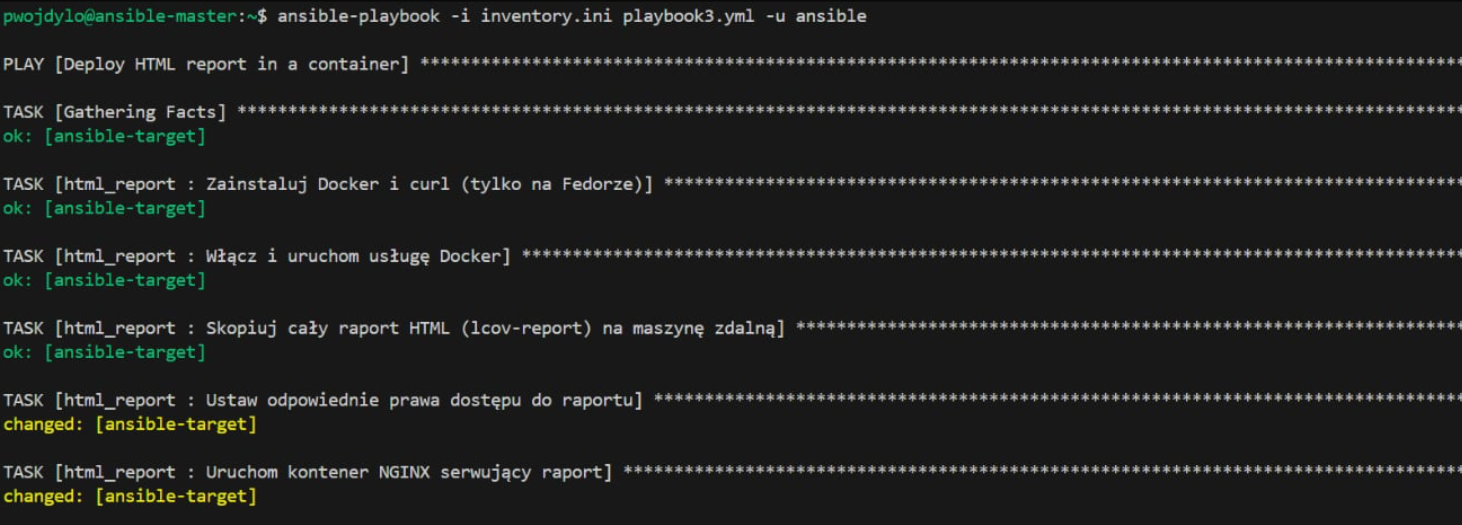 pwojdylo@ansible-master:~$ ansible-playbook -i inventory.ini playbook3.yml -u ansible
PLAY [Deploy HTML report in a container] ******************************************************************************************************
TASK [Gathering Facts] ************************************************************************************************************************
ok: [ansible-target]
TASK [html_report : Zainstaluj Docker i curl (tylko na Fedorze)] ******************************************************************************
ok: [ansible-target]
TASK [html_report : Włącz i uruchom usługę Docker] ********************************************************************************************
ok: [ansible-target]
TASK [html_report : Skopiuj cały raport HTML (lcov-report) na maszynę zdalną] *****************************************************************
ok: [ansible-target]
TASK [html_report : Ustaw odpowiednie prawa dostępu do raportu] *******************************************************************************
changed: [ansible-target]
TASK [html_report : Uruchom kontener NGINX serwujący raport] **********************************************************************************
changed: [ansible-target]